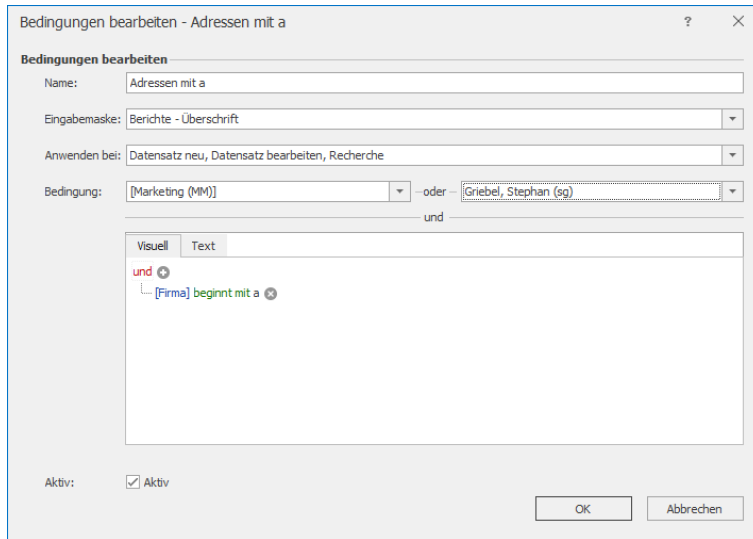 Bedingungen bearbeiten - Adressen mit a
Bedingungen bearbeiten
Name: Adressen mit a
Eingabemaske: Berichte - Überschrift
Anwenden bei: Datensatz neu, Datensatz bearbeiten, Recherche
Bedingung: [Marketing (MM)] oder Griebel, Stephan (sg)
und
Visuell Text
und
[Firma] beginnt mit a
Aktiv: Aktiv
OK Abbrechen